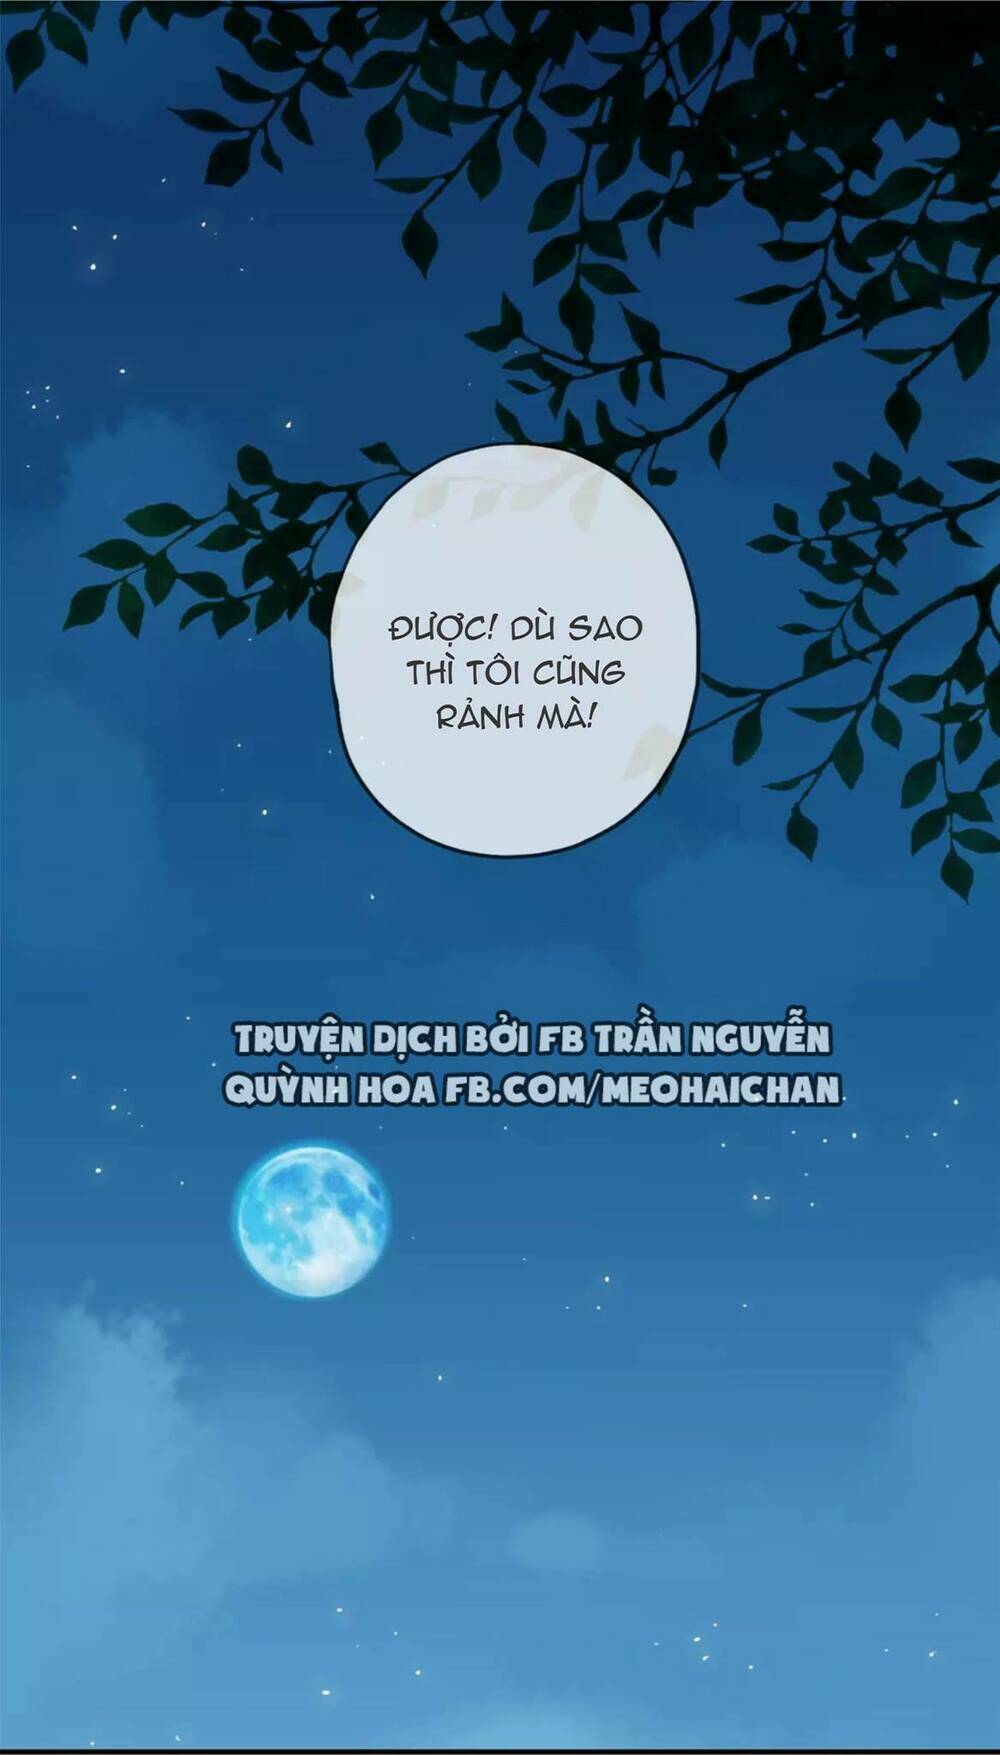 ĐƯỢC! DÙ SAO
THÌ TÔI CŨNG
RẢNH MÀ!
TRUYỆN DỊCH BỞI FB TRẦN NGUYỄN
QUỲNH HOA FB.COM/MEOHAICHAN